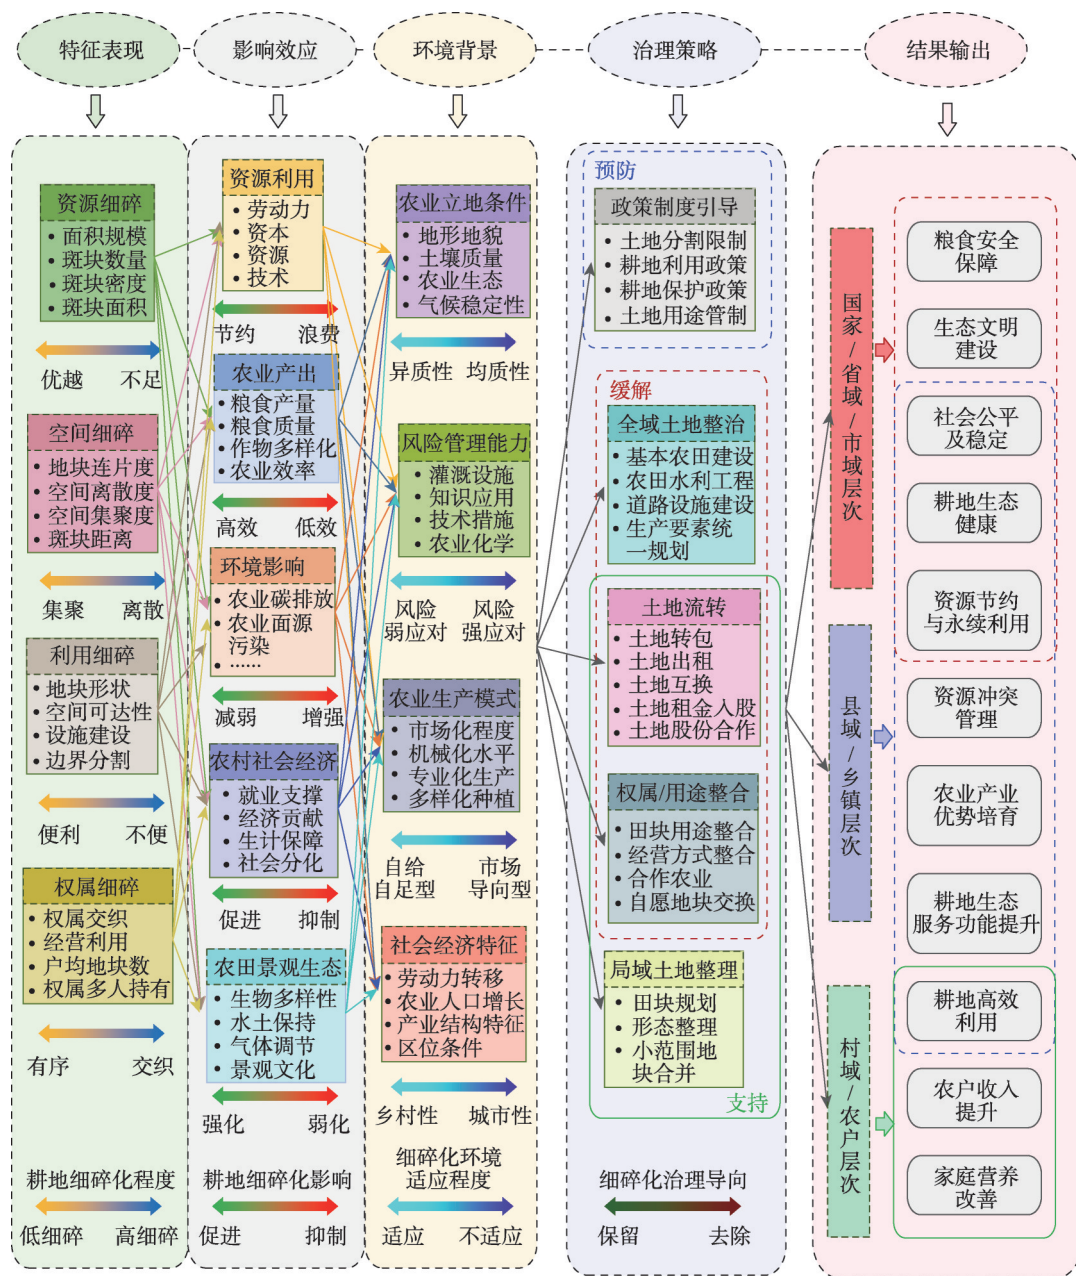 特征表现
影响效应
环境背景
治理策略
结果输出
资源细碎
• 面积规模
• 斑块数量
• 斑块密度
• 斑块面积
优越
不足
空间细碎
• 地块连片度
• 空间离散度
• 空间集聚度
• 斑块距离
集聚
离散
利用细碎
• 地块形状
• 空间可达性
• 设施建设
• 边界分割
便利
不便
权属细碎
• 权属交织
• 经营利用
• 户均地块数
• 权属多人持有
有序
交织
耕地细碎化程度
低细碎
高细碎
资源利用
• 劳动力
• 资本
• 资源
• 技术
节约
浪费
农业产出
• 粮食产量
• 粮食质量
• 作物多样化
• 农业效率
高效
低效
环境影响
• 农业碳排放
• 农业面源
污染
• ……
减弱
增强
农村社会经济
• 就业支撑
• 经济贡献
• 生计保障
• 社会分化
促进
抑制
农田景观生态
• 生物多样性
• 水土保持
• 气体调节
• 景观文化
强化
弱化
耕地细碎化影响
促进
抑制
农业立地条件
• 地形地貌
• 土壤质量
• 农业生态
• 气候稳定性
异质性
均质性
风险管理能力
• 灌溉设施
• 知识应用
• 技术措施
• 农业化学
风险
弱应对
风险
强应对
农业生产模式
• 市场化程度
• 机械化水平
• 专业化生产
• 多样化种植
自给
自足型
市场
导向型
社会经济特征
• 劳动力转移
• 农业人口增长
• 产业结构特征
• 区位条件
乡村性
城市性
细碎化环境
适应程度
适应
不适应
预防
政策制度引导
• 土地分割限制
• 耕地利用政策
• 耕地保护政策
• 土地用途管制
缓解
全域土地整治
• 基本农田建设
• 农田水利工程
• 道路设施建设
• 生产要素统
一规划
土地流转
• 土地转包
• 土地出租
• 土地互换
• 土地租金入股
• 土地股份合作
权属/用途整合
• 田块用途整合
• 经营方式整合
• 合作农业
• 自愿地块交换
局域土地整理
• 田块规划
• 形态整理
• 小范围地
块合并
支持
细碎化治理导向
保留
去除
国家/省域/市域层次
县域/乡镇层次
村域/农户层次
粮食安全
保障
生态文明
建设
社会公平
及稳定
耕地生态
健康
资源节约
与永续利用
资源冲突
管理
农业产业
优势培育
耕地生态
服务功能提升
耕地高效
利用
农户收入
提升
家庭营养
改善